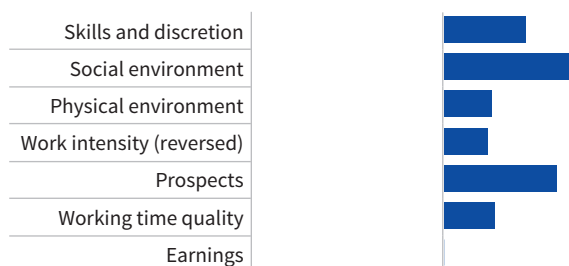 Skills and discretion
Social environment
Physical environment
Work intensity (reversed)
Prospects
Working time quality
Earnings